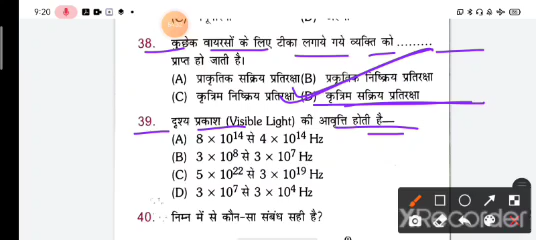 9:20
38. कुछेक वायरसों के लिए टीका लगाये गये व्यक्ति को .........
प्राप्त हो जाती है।
(A) प्राकृतिक सक्रिय प्रतिरक्षा (B) प्रकृतिक निष्क्रिय प्रतिरक्षा
(C) कृत्रिम निष्क्रिय प्रतिरक्षा (D) कृत्रिम सक्रिय प्रतिरक्षा
39. दृश्य प्रकाश (Visible Light) की आवृत्ति होती है—
(A) 8 × 10¹⁴ से 4 × 10¹⁴ Hz
(B) 3 × 10⁸ से 3 × 10⁷ Hz
(C) 5 × 10²² से 3 × 10¹⁹ Hz
(D) 3 × 10⁷ से 3 × 10⁴ Hz
40. निम्न में से कौन-सा संबंध सही है?
XRecorder